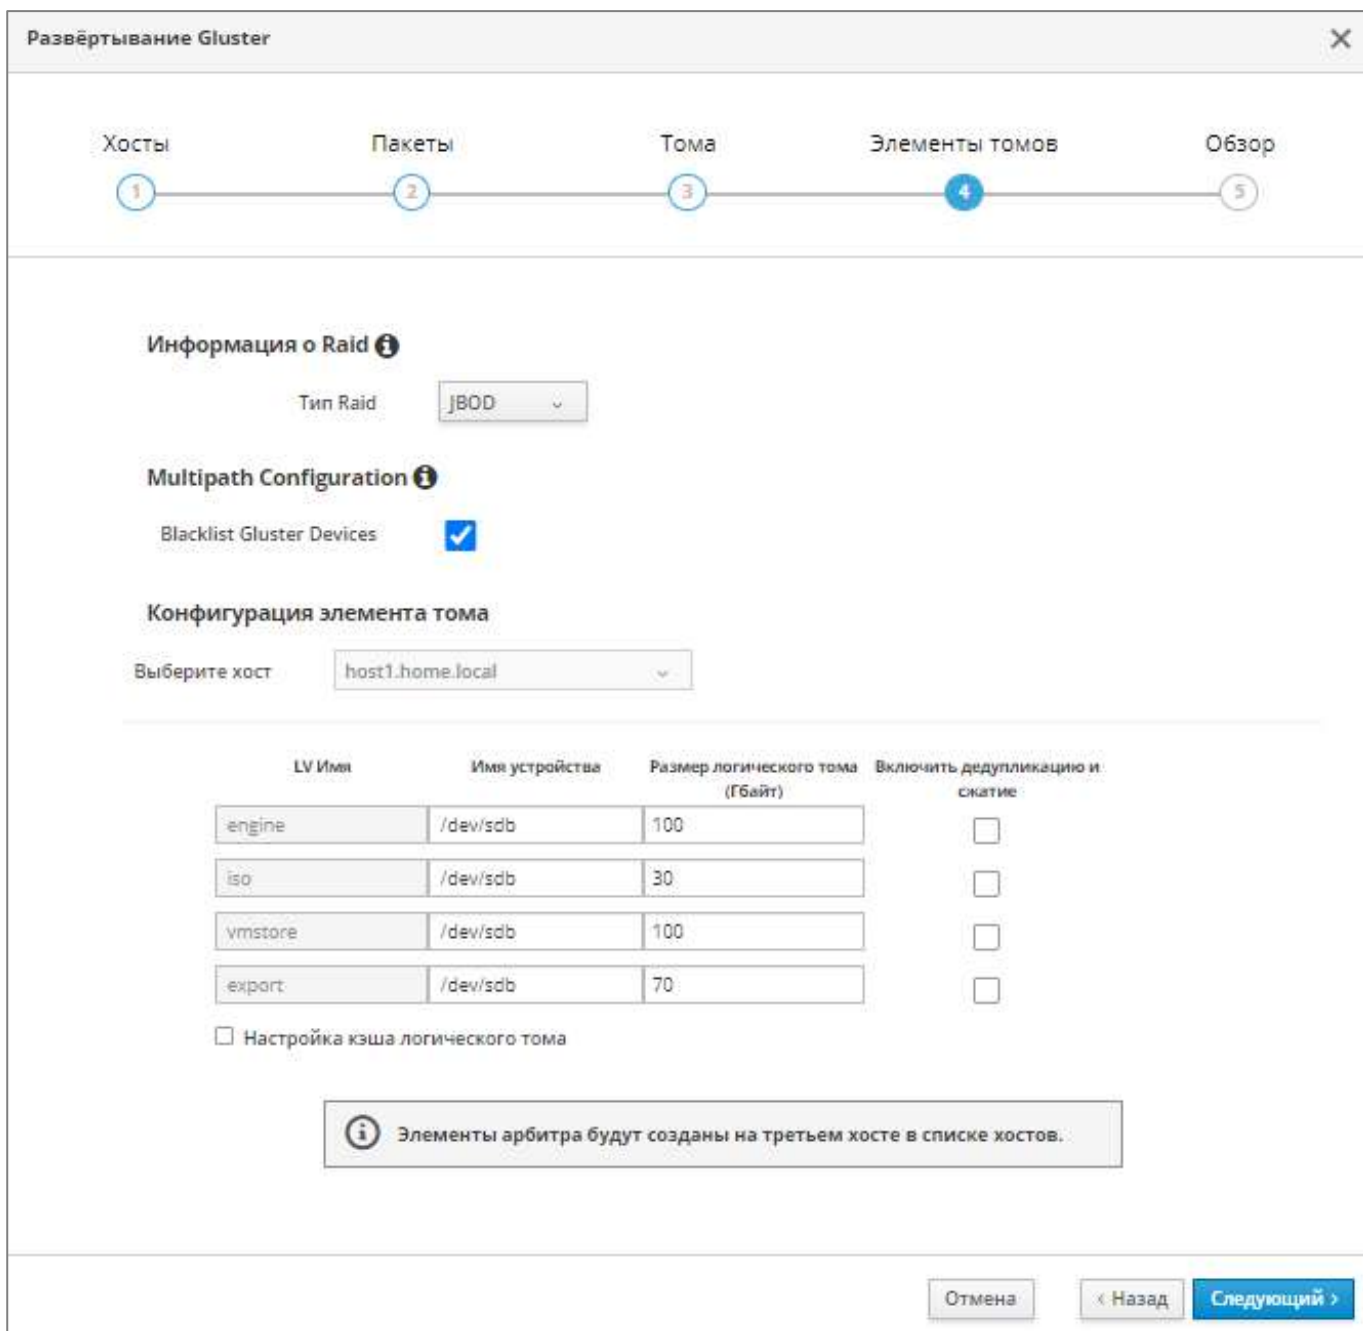 Развёртывание Gluster
Хосты Пакеты Тома Элементы томов Обзор
1 2 3 4 5
Информация о Raid
Тип Raid JBOD
Multipath Configuration
Blacklist Gluster Devices
Конфигурация элемента тома
Выберите хост host1.home.local
LV Имя Имя устройства Размер логического тома Включить дедупликацию и
(Гбайт) сжатие
engine /dev/sdb 100
iso /dev/sdb 30
vmstore /dev/sdb 100
export /dev/sdb 70
Настройка кэша логического тома
Элементы арбитра будут созданы на третьем хосте в списке хостов.
Отмена < Назад Следующий >